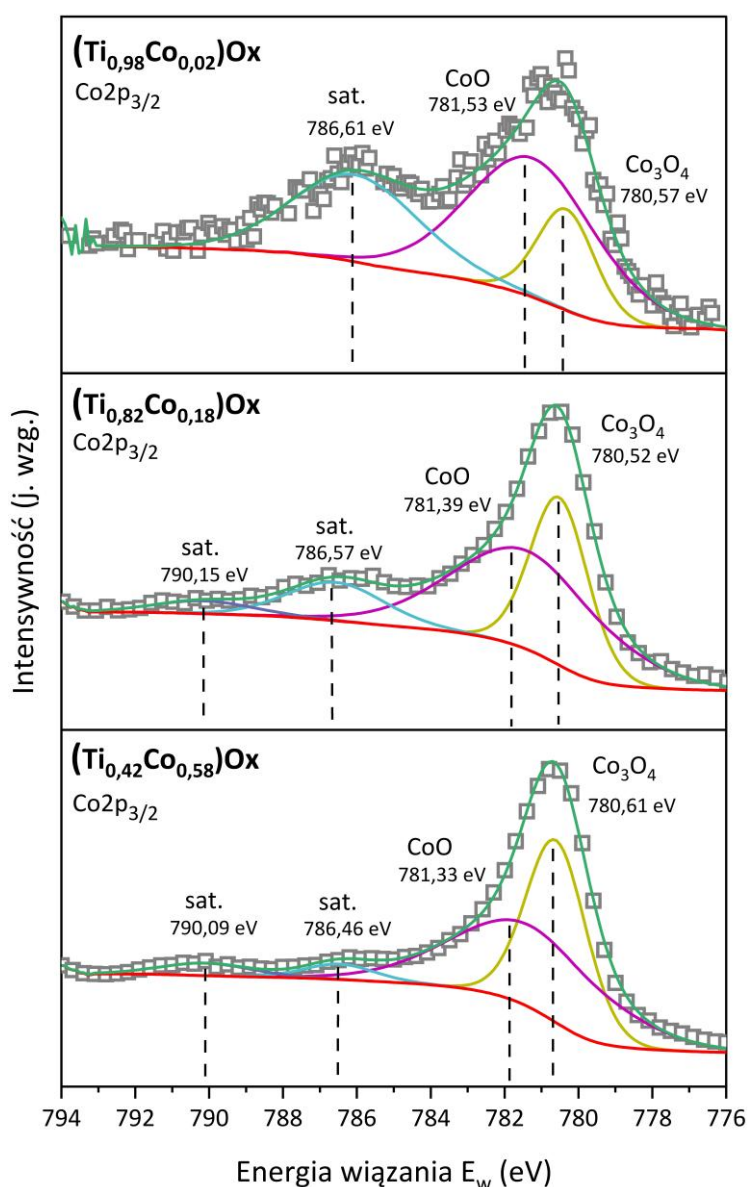 (Ti0,98Co0,02)Ox
Co2p3/2
sat.
786,61 eV
CoO
781,53 eV
Co3O4
780,57 eV
(Ti0,82Co0,18)Ox
Co2p3/2
sat.
790,15 eV
sat.
786,57 eV
CoO
781,39 eV
Co3O4
780,52 eV
(Ti0,42Co0,58)Ox
Co2p3/2
sat.
790,09 eV
sat.
786,46 eV
CoO
781,33 eV
Co3O4
780,61 eV
Intensywność (j. wzg.)
794 792 790 788 786 784 782 780 778 776
Energia wiązania Ew (eV)